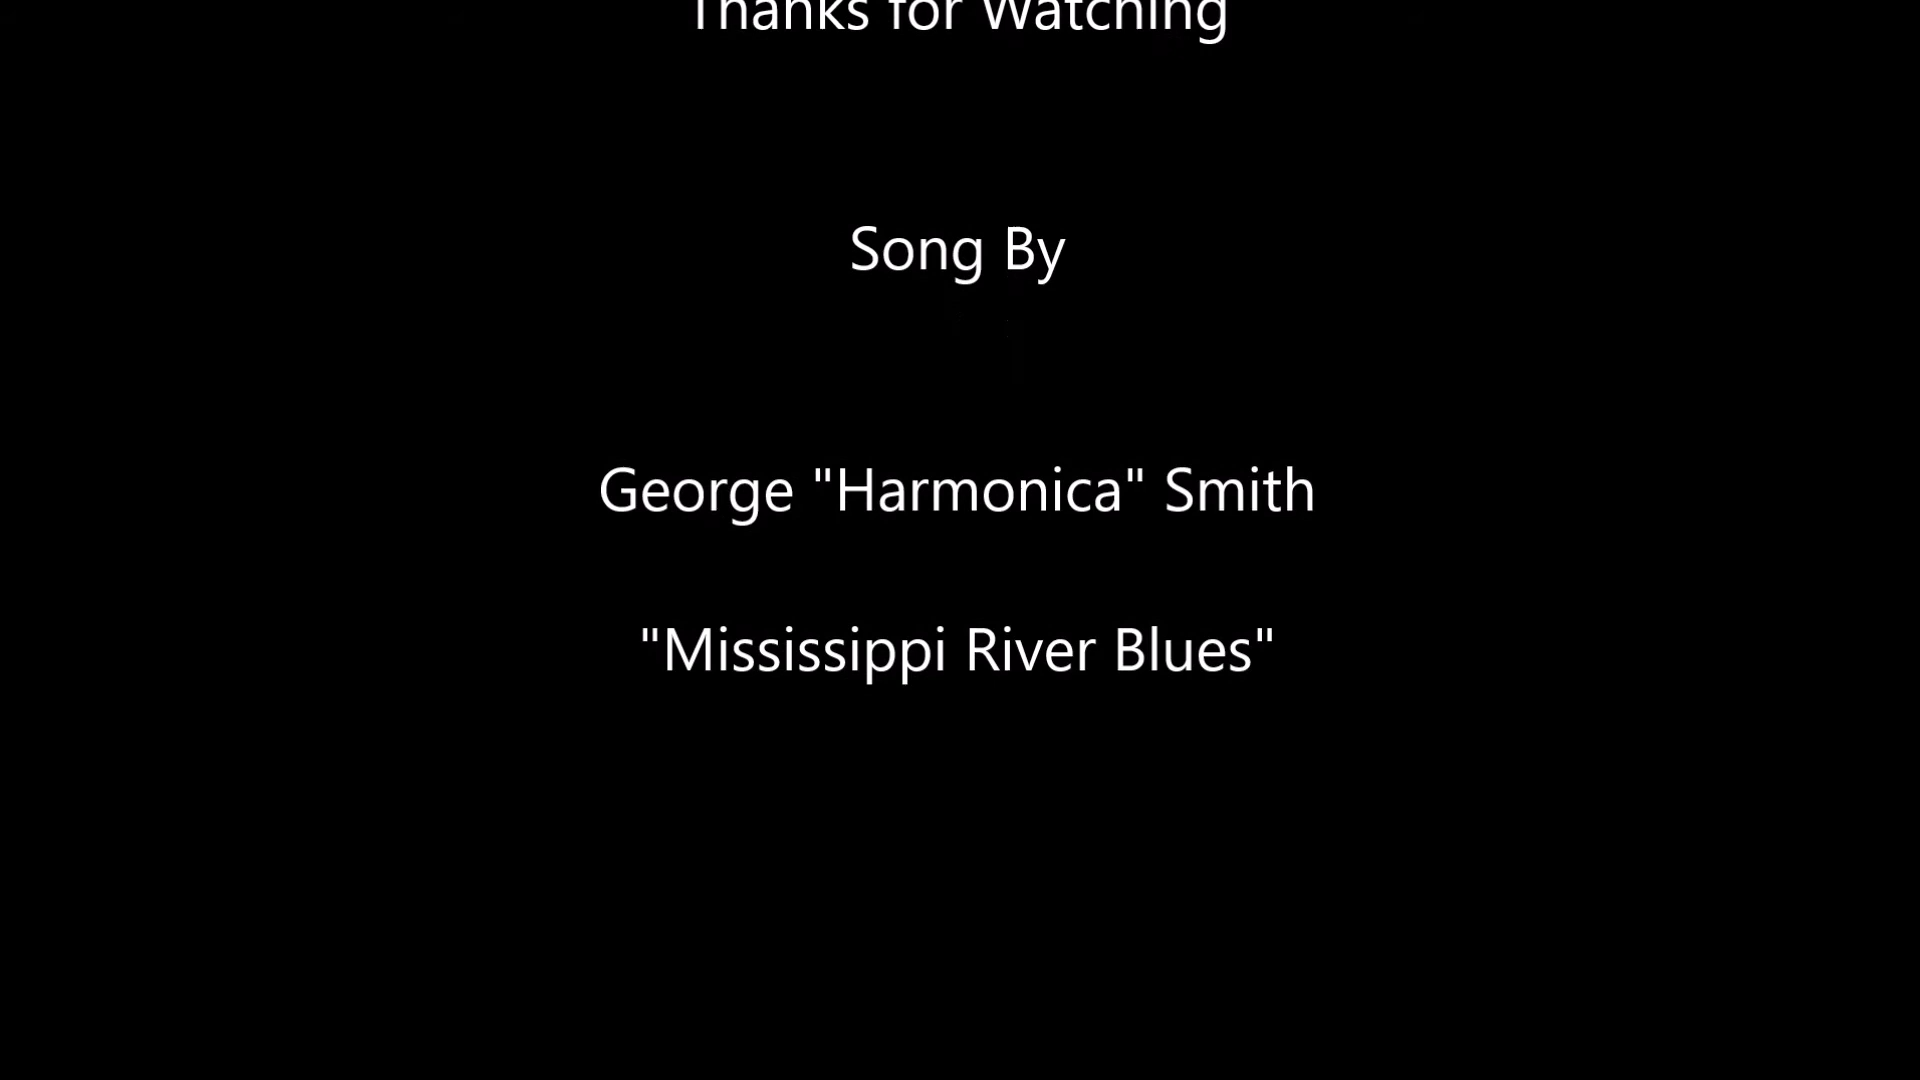 Thanks for Watching
Song By
George "Harmonica" Smith
"Mississippi River Blues"